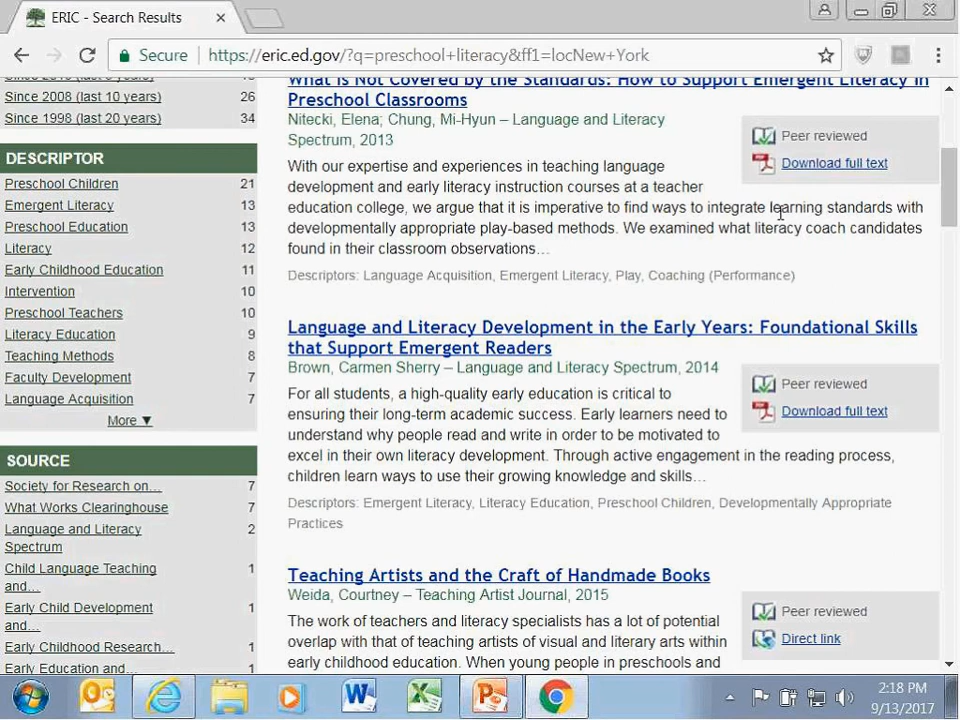 ERIC - Search Results
Secure https://eric.ed.gov/?q=preschool+literacy&ff1=locNew+York
Since 2008 (last 10 years) 26
Since 1998 (last 20 years) 34
DESCRIPTOR
Preschool Children 21
Emergent Literacy 13
Preschool Education 13
Literacy 12
Early Childhood Education 11
Intervention 10
Preschool Teachers 10
Literacy Education 9
Teaching Methods 8
Faculty Development 7
Language Acquisition 7
More ▼
SOURCE
Society for Research on... 7
What Works Clearinghouse 7
Language and Literacy 2
Spectrum
Child Language Teaching 1
and...
Early Child Development 1
and...
Early Childhood Research... 1
Early Education and... 1
What Is Not Covered by the Standards: How to Support Emergent Literacy in
Preschool Classrooms
Nitecki, Elena; Chung, Mi-Hyun – Language and Literacy
Spectrum, 2013
Peer reviewed
Download full text
With our expertise and experiences in teaching language
development and early literacy instruction courses at a teacher
education college, we argue that it is imperative to find ways to integrate learning standards with
developmentally appropriate play-based methods. We examined what literacy coach candidates
found in their classroom observations...
Descriptors: Language Acquisition, Emergent Literacy, Play, Coaching (Performance)
Language and Literacy Development in the Early Years: Foundational Skills
that Support Emergent Readers
Brown, Carmen Sherry – Language and Literacy Spectrum, 2014
Peer reviewed
Download full text
For all students, a high-quality early education is critical to
ensuring their long-term academic success. Early learners need to
understand why people read and write in order to be motivated to
excel in their own literacy development. Through active engagement in the reading process,
children learn ways to use their growing knowledge and skills...
Descriptors: Emergent Literacy, Literacy Education, Preschool Children, Developmentally Appropriate
Practices
Teaching Artists and the Craft of Handmade Books
Weida, Courtney – Teaching Artist Journal, 2015
Peer reviewed
Direct link
The work of teachers and literacy specialists has a lot of potential
overlap with that of teaching artists of visual and literary arts within
early childhood education. When young people in preschools and
2:18 PM
9/13/2017